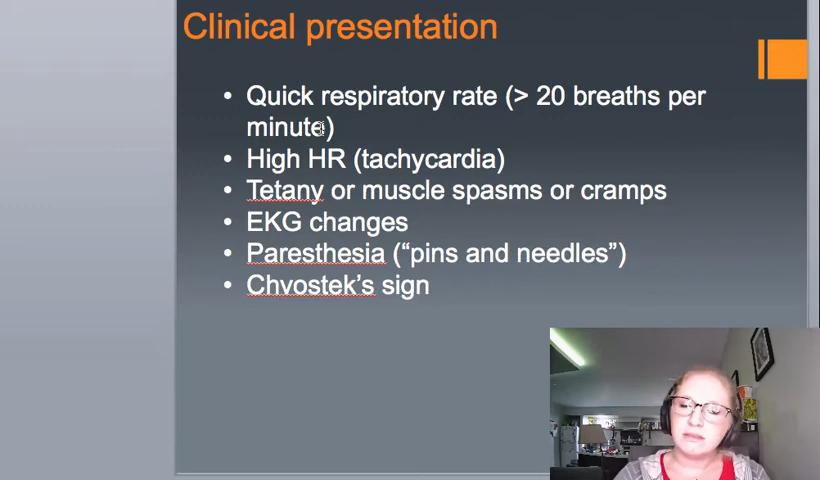 Clinical presentation
• Quick respiratory rate (> 20 breaths per
minute)
• High HR (tachycardia)
• Tetany or muscle spasms or cramps
• EKG changes
• Paresthesia (“pins and needles”)
• Chvostek’s sign